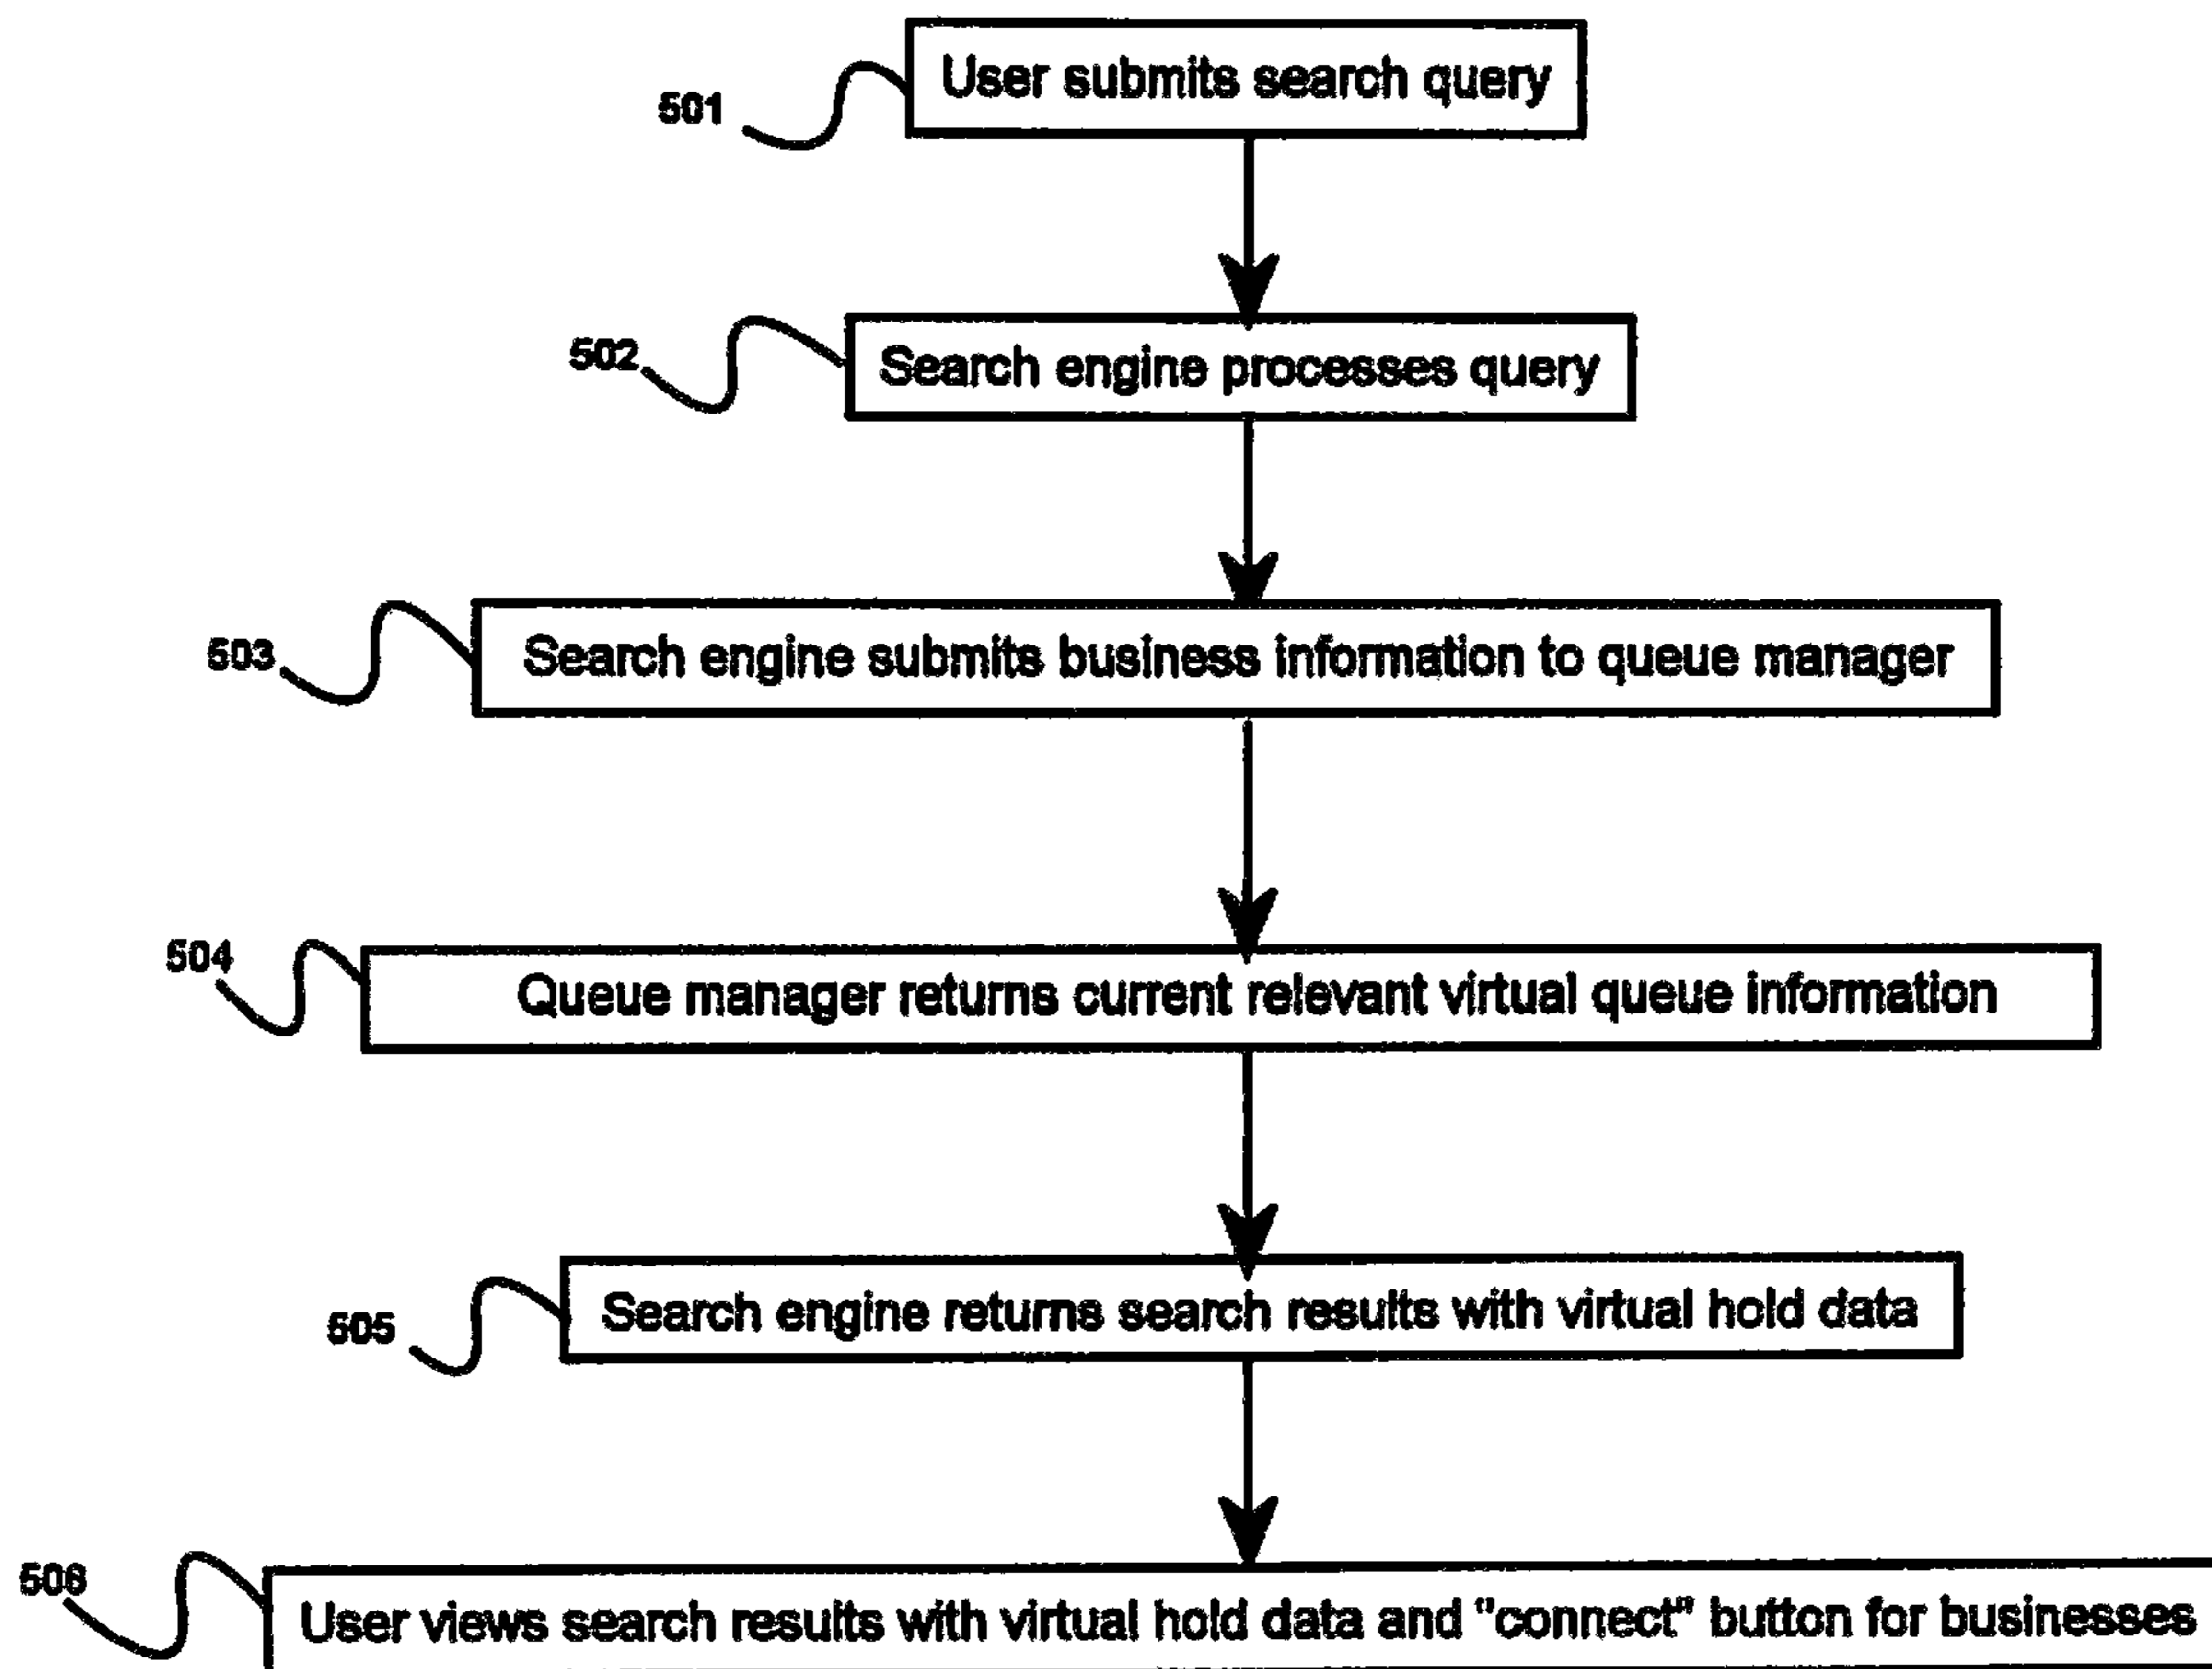 User submits search query
501
Search engine processes query
502
Search engine submits business information to queue manager
503
Queue manager returns current relevant virtual queue information
504
Search engine returns search results with virtual hold data
505
User views search results with virtual hold data and "connect" button for businesses
506